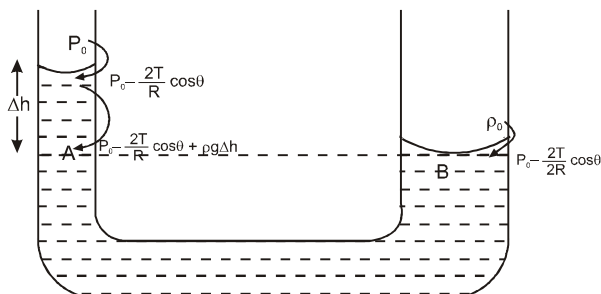 P₀
P₀ – 2T/R cosθ
Δh
ρ₀
A P₀ – 2T/R cosθ + ρgΔh
B
P₀ – 2T/2R cosθ